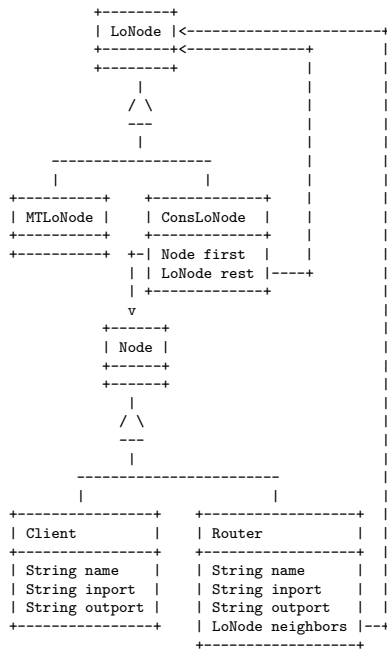 LoNode
MTLoNode
ConsLoNode
Node first
LoNode rest
Node
Client
Router
String name
String inport
String outport
String name
String inport
String outport
LoNode neighbors